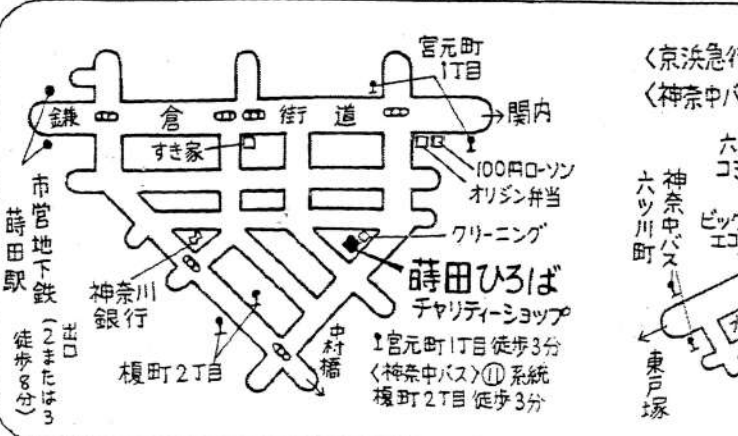 宮元町
1丁目
鎌倉街道
→関内
すき家
100円ローソン
オリジン弁当
クリーニング
市営地下鉄
蒔田駅
出口
(2または3
徒歩8分)
神奈川
銀行
榎町2丁目
中村橋
蒔田ひろば
チャリティーショップ
宮元町1丁目徒歩3分
〈神奈中バス〉⑪系統
榎町2丁目徒歩3分
〈京浜急行
〈神奈中バ
六
コ
神奈中バス
六ツ川町
ビッ
エコ
東戸塚